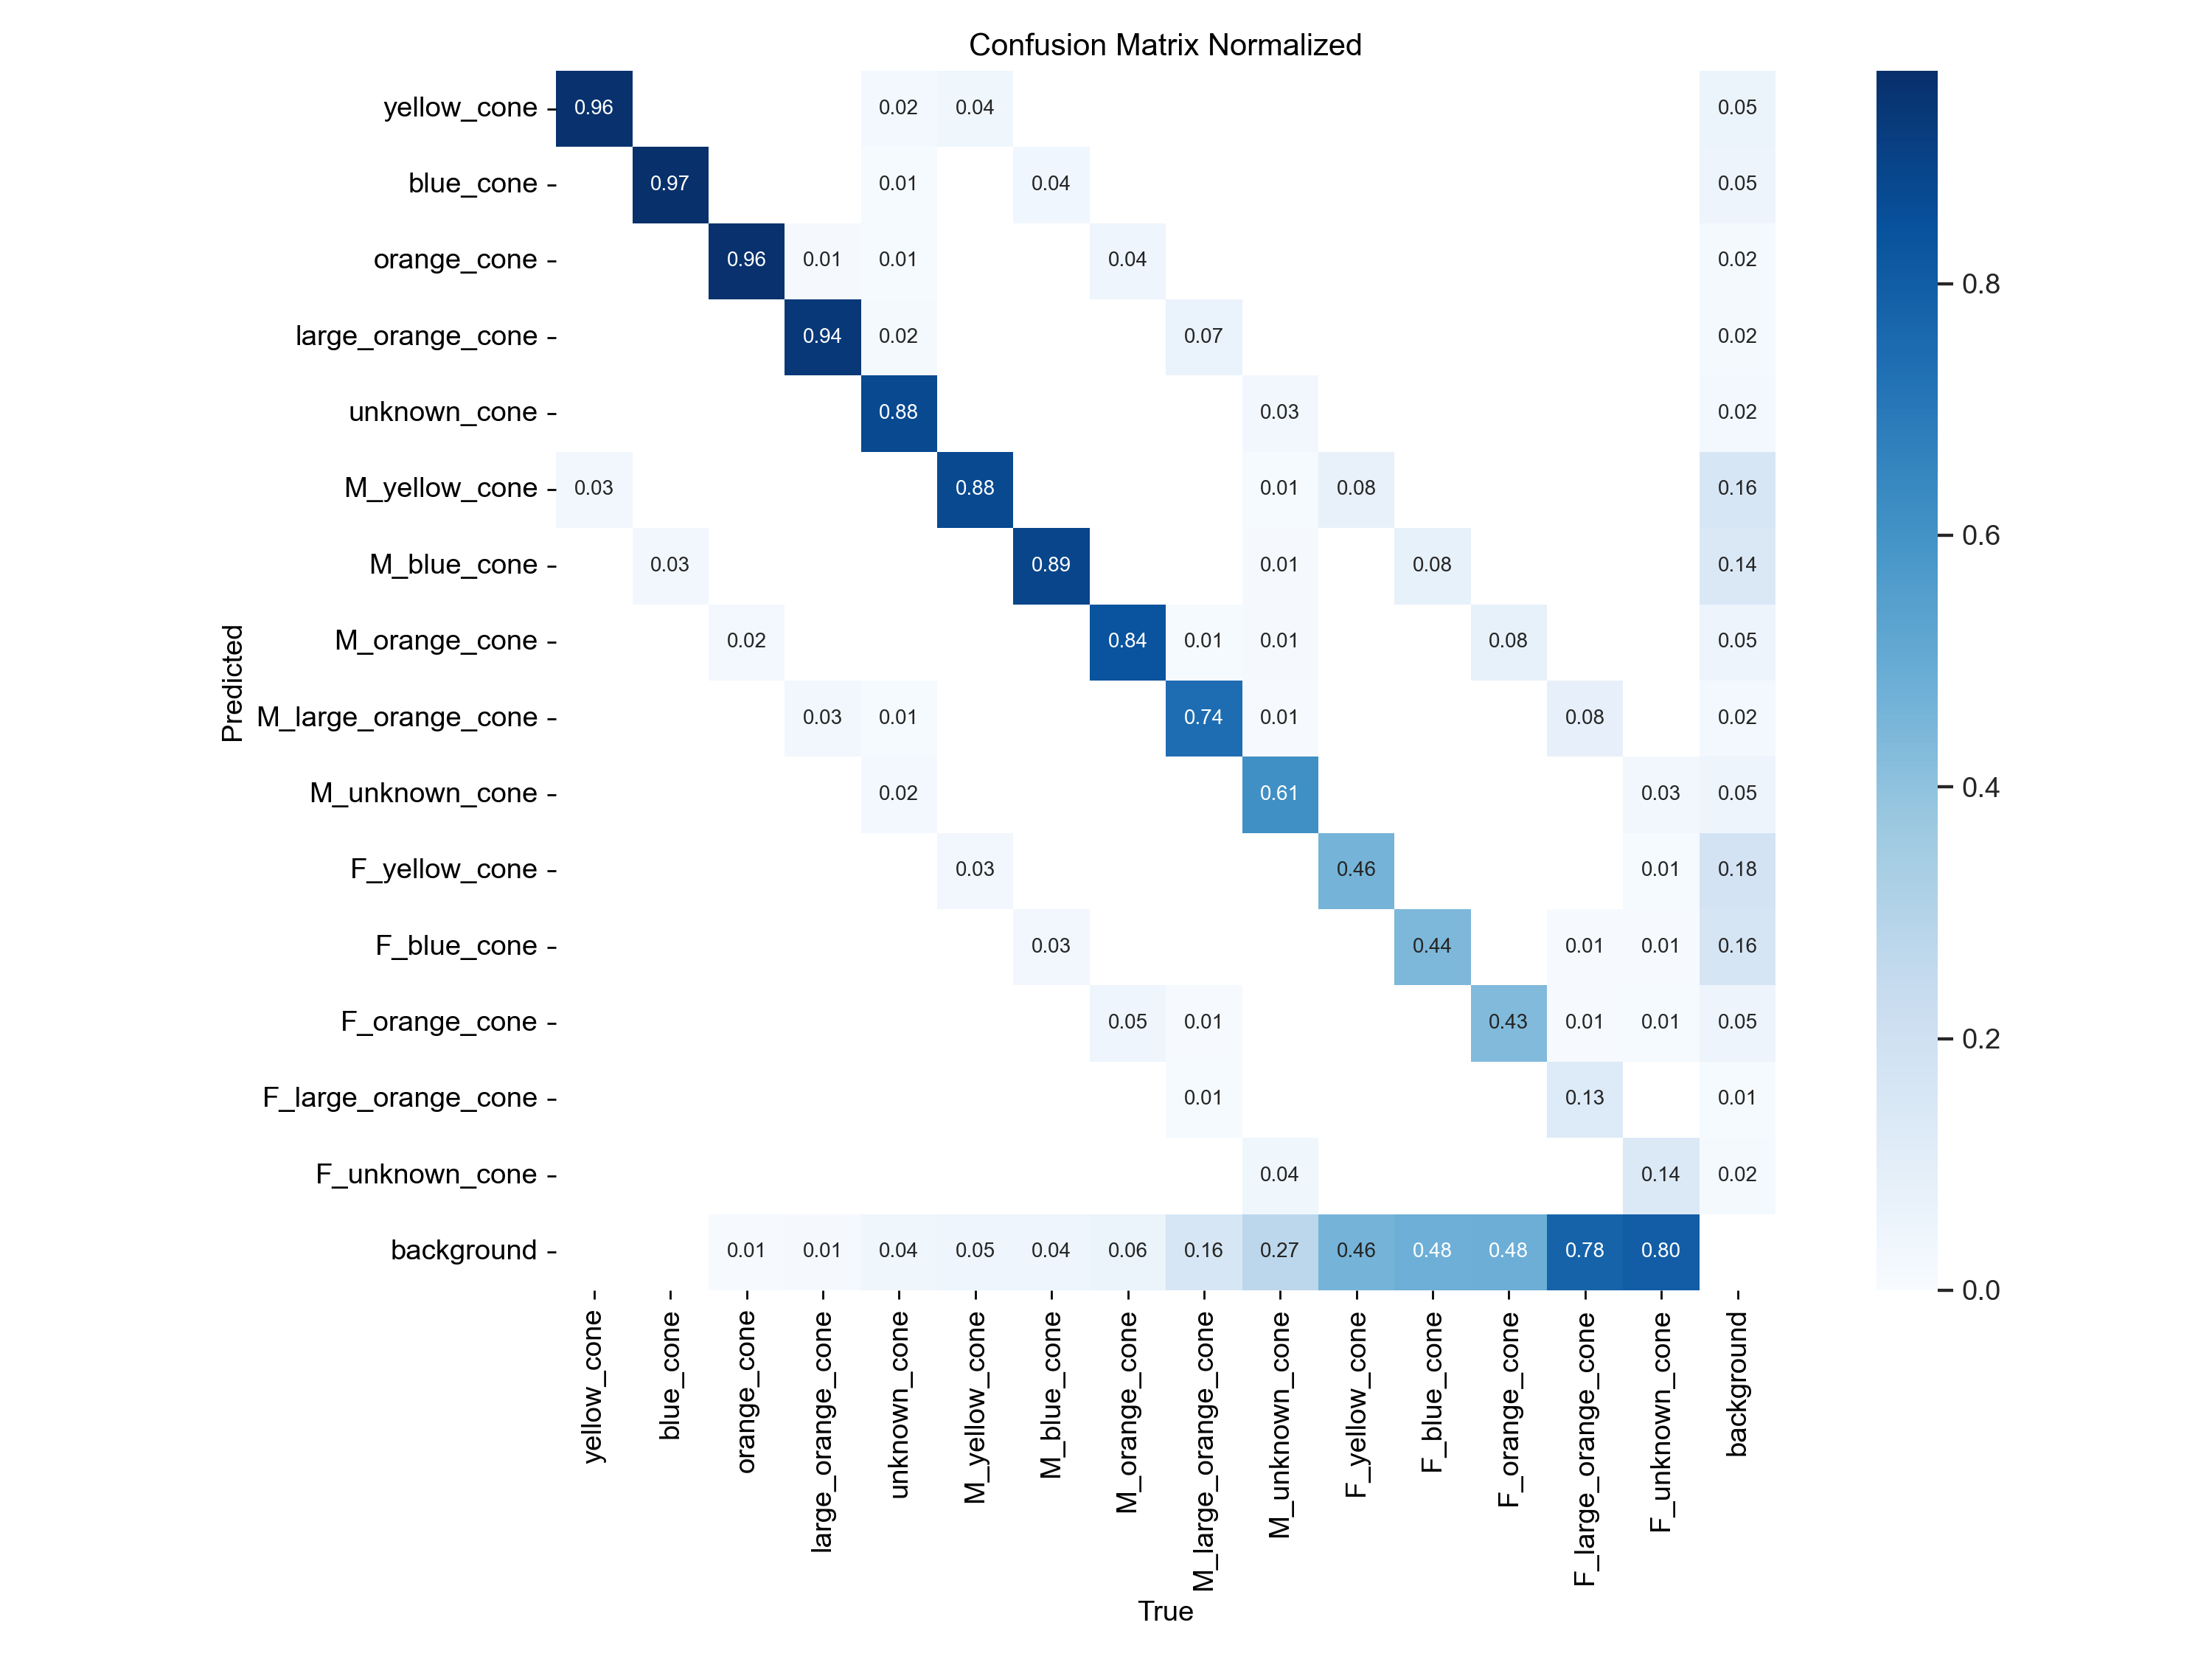 Confusion Matrix Normalized
yellow_cone 0.96 0.02 0.04 0.05
blue_cone 0.97 0.01 0.04 0.05
orange_cone 0.96 0.01 0.01 0.04 0.02
large_orange_cone 0.94 0.02 0.07 0.02
unknown_cone 0.88 0.03 0.02
M_yellow_cone 0.03 0.88 0.01 0.08 0.16
M_blue_cone 0.03 0.89 0.01 0.08 0.14
M_orange_cone 0.02 0.84 0.01 0.01 0.08 0.05
M_large_orange_cone 0.03 0.01 0.74 0.01 0.08 0.02
M_unknown_cone 0.02 0.61 0.03 0.05
F_yellow_cone 0.03 0.46 0.01 0.18
F_blue_cone 0.03 0.44 0.01 0.01 0.16
F_orange_cone 0.05 0.01 0.43 0.01 0.01 0.05
F_large_orange_cone 0.01 0.13 0.01
F_unknown_cone 0.04 0.14 0.02
background 0.01 0.01 0.04 0.05 0.04 0.06 0.16 0.27 0.46 0.48 0.48 0.78 0.80
Predicted
yellow_cone
blue_cone
orange_cone
large_orange_cone
unknown_cone
M_yellow_cone
M_blue_cone
M_orange_cone
M_large_orange_cone
M_unknown_cone
F_yellow_cone
F_blue_cone
F_orange_cone
F_large_orange_cone
F_unknown_cone
background
True
0.8
0.6
0.4
0.2
0.0